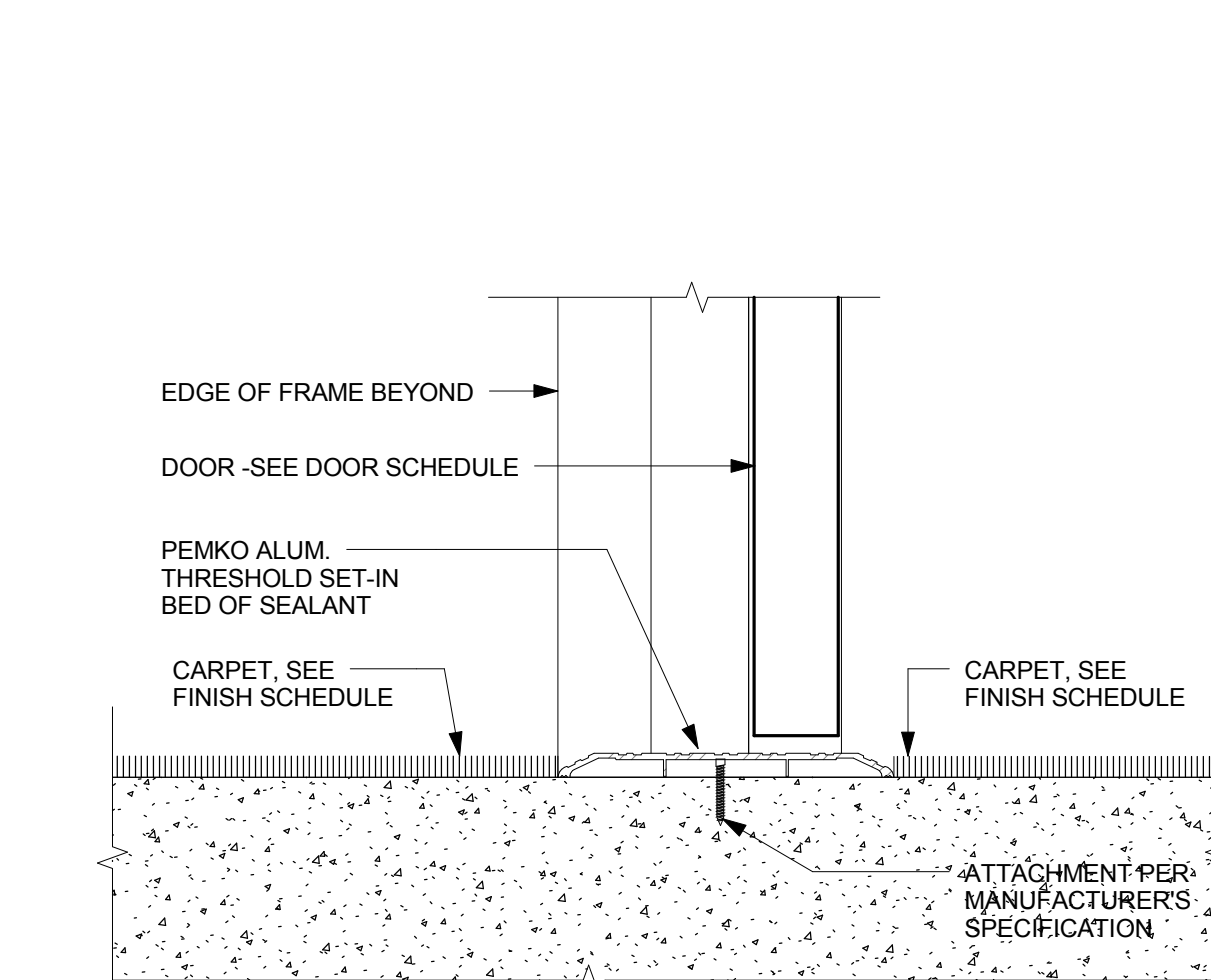 EDGE OF FRAME BEYOND
DOOR -SEE DOOR SCHEDULE
PEMKO ALUM.
THRESHOLD SET-IN
BED OF SEALANT
CARPET, SEE
FINISH SCHEDULE
CARPET, SEE
FINISH SCHEDULE
ATTACHMENT PER
MANUFACTURER'S
SPECIFICATION